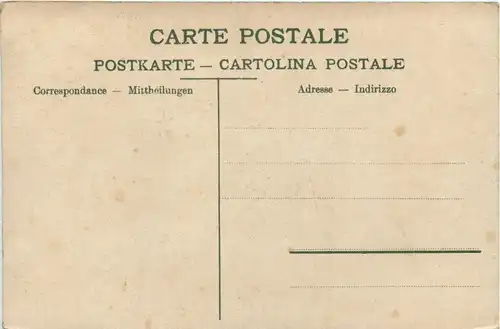 CARTE POSTALE
POSTKARTE — CARTOLINA POSTALE
Correspondance — Mittheilungen
Adresse — Indirizzo